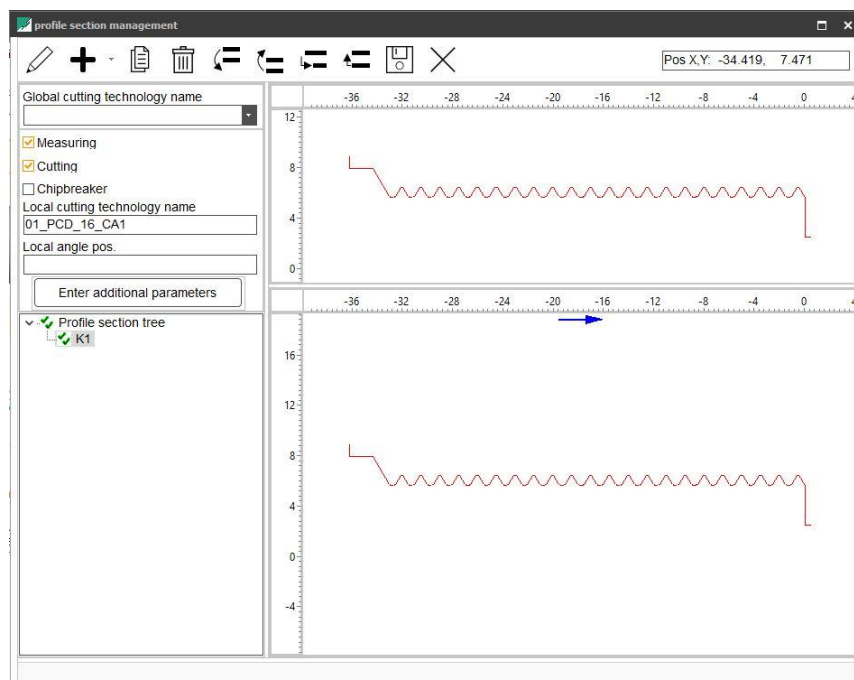 profile section management
Pos X,Y: -34.419, 7.471
Global cutting technology name
Measuring
Cutting
Chipbreaker
Local cutting technology name
01_PCD_16_CA1
Local angle pos.
Enter additional parameters
Profile section tree
K1
-36 -32 -28 -24 -20 -16 -12 -8 -4 0 4
12
8
4
0
-36 -32 -28 -24 -20 -16 -12 -8 -4 0 4
16
12
8
4
0
-4